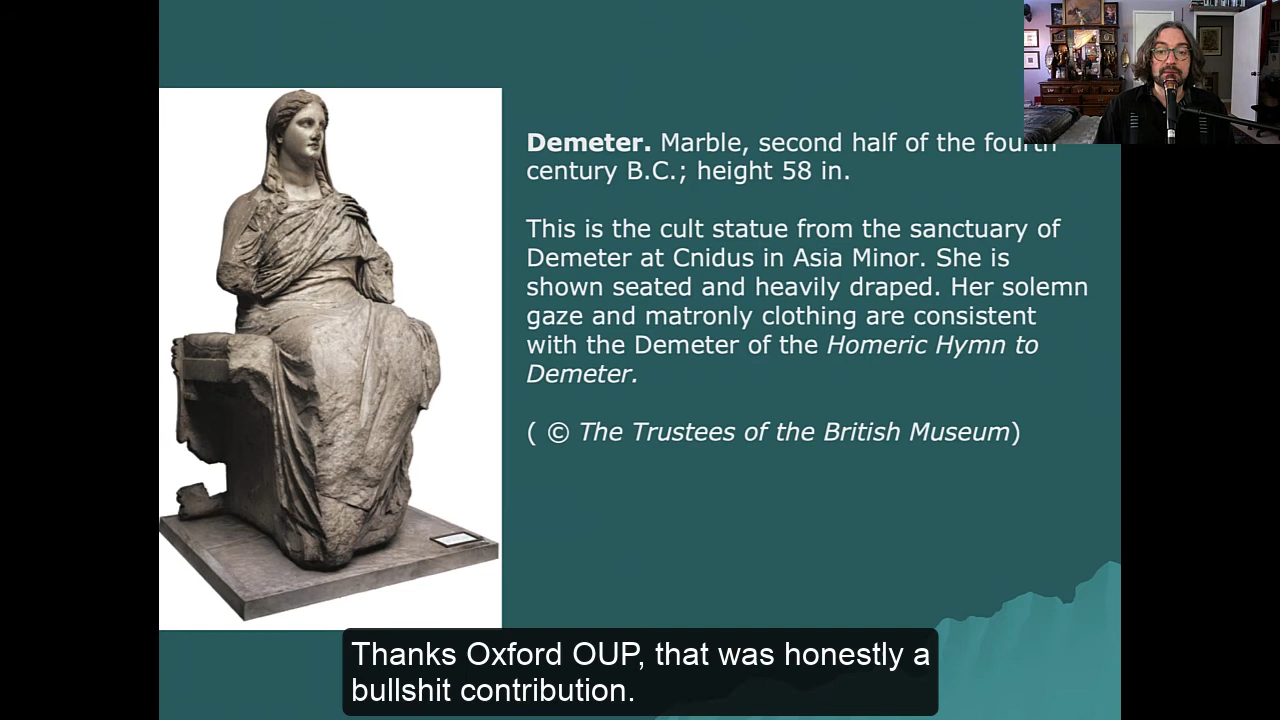 Demeter. Marble, second half of the fourth
century B.C.; height 58 in.
This is the cult statue from the sanctuary of
Demeter at Cnidus in Asia Minor. She is
shown seated and heavily draped. Her solemn
gaze and matronly clothing are consistent
with the Demeter of the Homeric Hymn to
Demeter.
( © The Trustees of the British Museum)
Thanks Oxford OUP, that was honestly a
bullshit contribution.